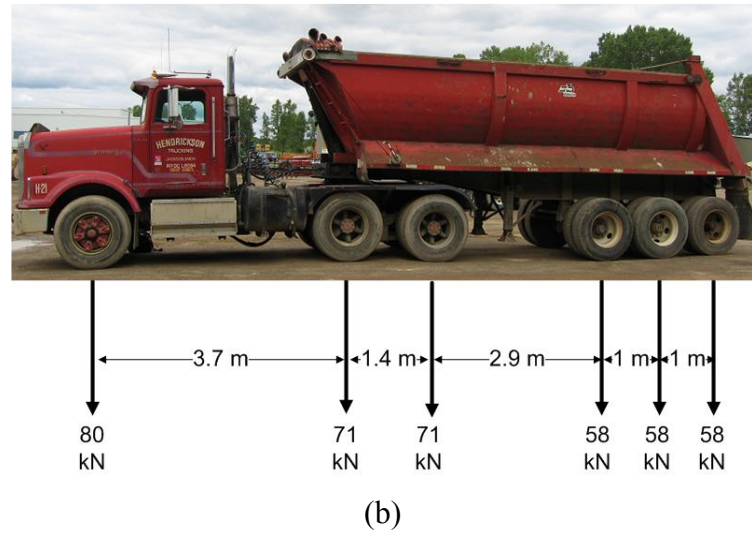 HENDRICKSON
TRUCKING
H-21
3.7 m
1.4 m
2.9 m
1 m
1 m
80
kN
71
kN
71
kN
58
kN
58
kN
58
kN
(b)